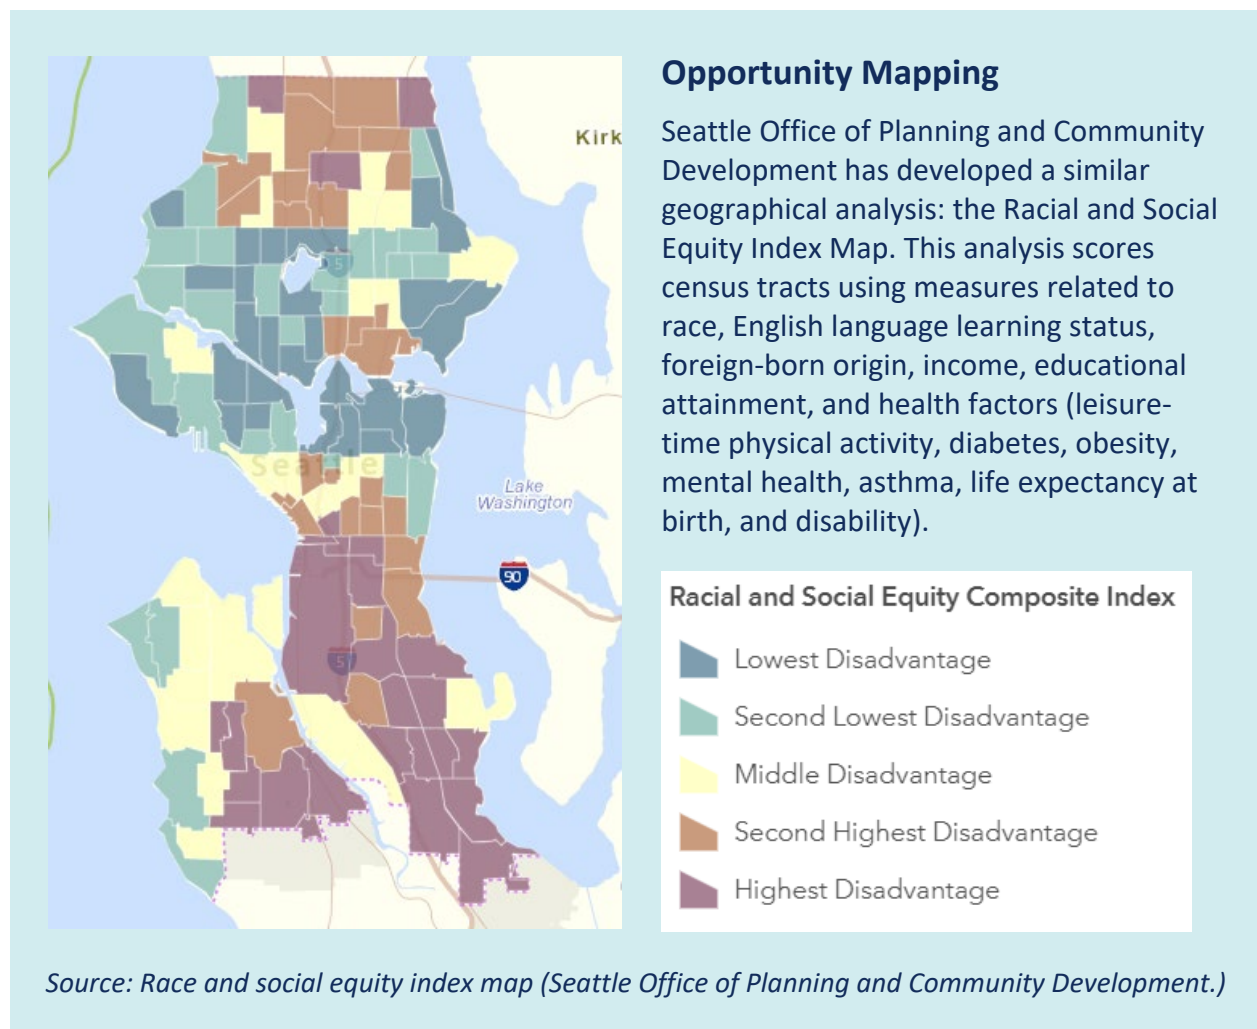 Opportunity Mapping
Seattle Office of Planning and Community
Development has developed a similar
geographical analysis: the Racial and Social
Equity Index Map. This analysis scores
census tracts using measures related to
race, English language learning status,
foreign-born origin, income, educational
attainment, and health factors (leisure-
time physical activity, diabetes, obesity,
mental health, asthma, life expectancy at
birth, and disability).
Kirk
5
Seattle
Lake
Washington
90
5
Racial and Social Equity Composite Index
Lowest Disadvantage
Second Lowest Disadvantage
Middle Disadvantage
Second Highest Disadvantage
Highest Disadvantage
Source: Race and social equity index map (Seattle Office of Planning and Community Development.)